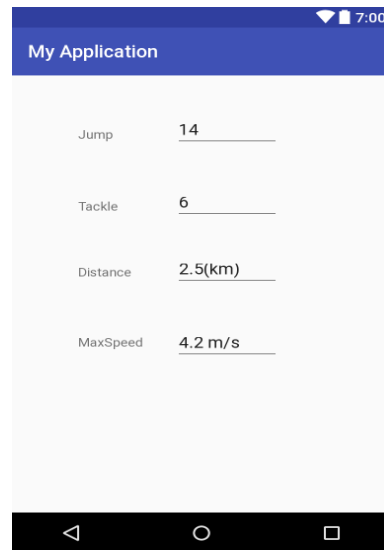 7:00
My Application
Jump 14
Tackle 6
Distance 2.5(km)
MaxSpeed 4.2 m/s